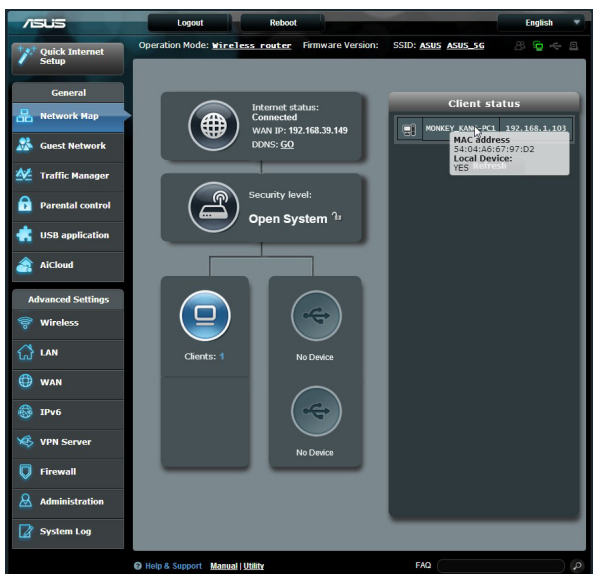 ASUS
Logout
Reboot
English
Quick Internet
Setup
Operation Mode: Wireless router Firmware Version: SSID: ASUS ASUS_5G
General
Network Map
Guest Network
Traffic Manager
Parental control
USB application
AiCloud
Advanced Settings
Wireless
LAN
WAN
IPv6
VPN Server
Firewall
Administration
System Log
Internet status:
Connected
WAN IP: 192.168.39.149
DDNS: GO
Security level:
Open System
Clients: 1
No Device
No Device
Client status
192.168.1.103
MAC address
54:04:A6:67:97:D2
Local Device:
YES
Help & Support Manual | Utility
FAQ